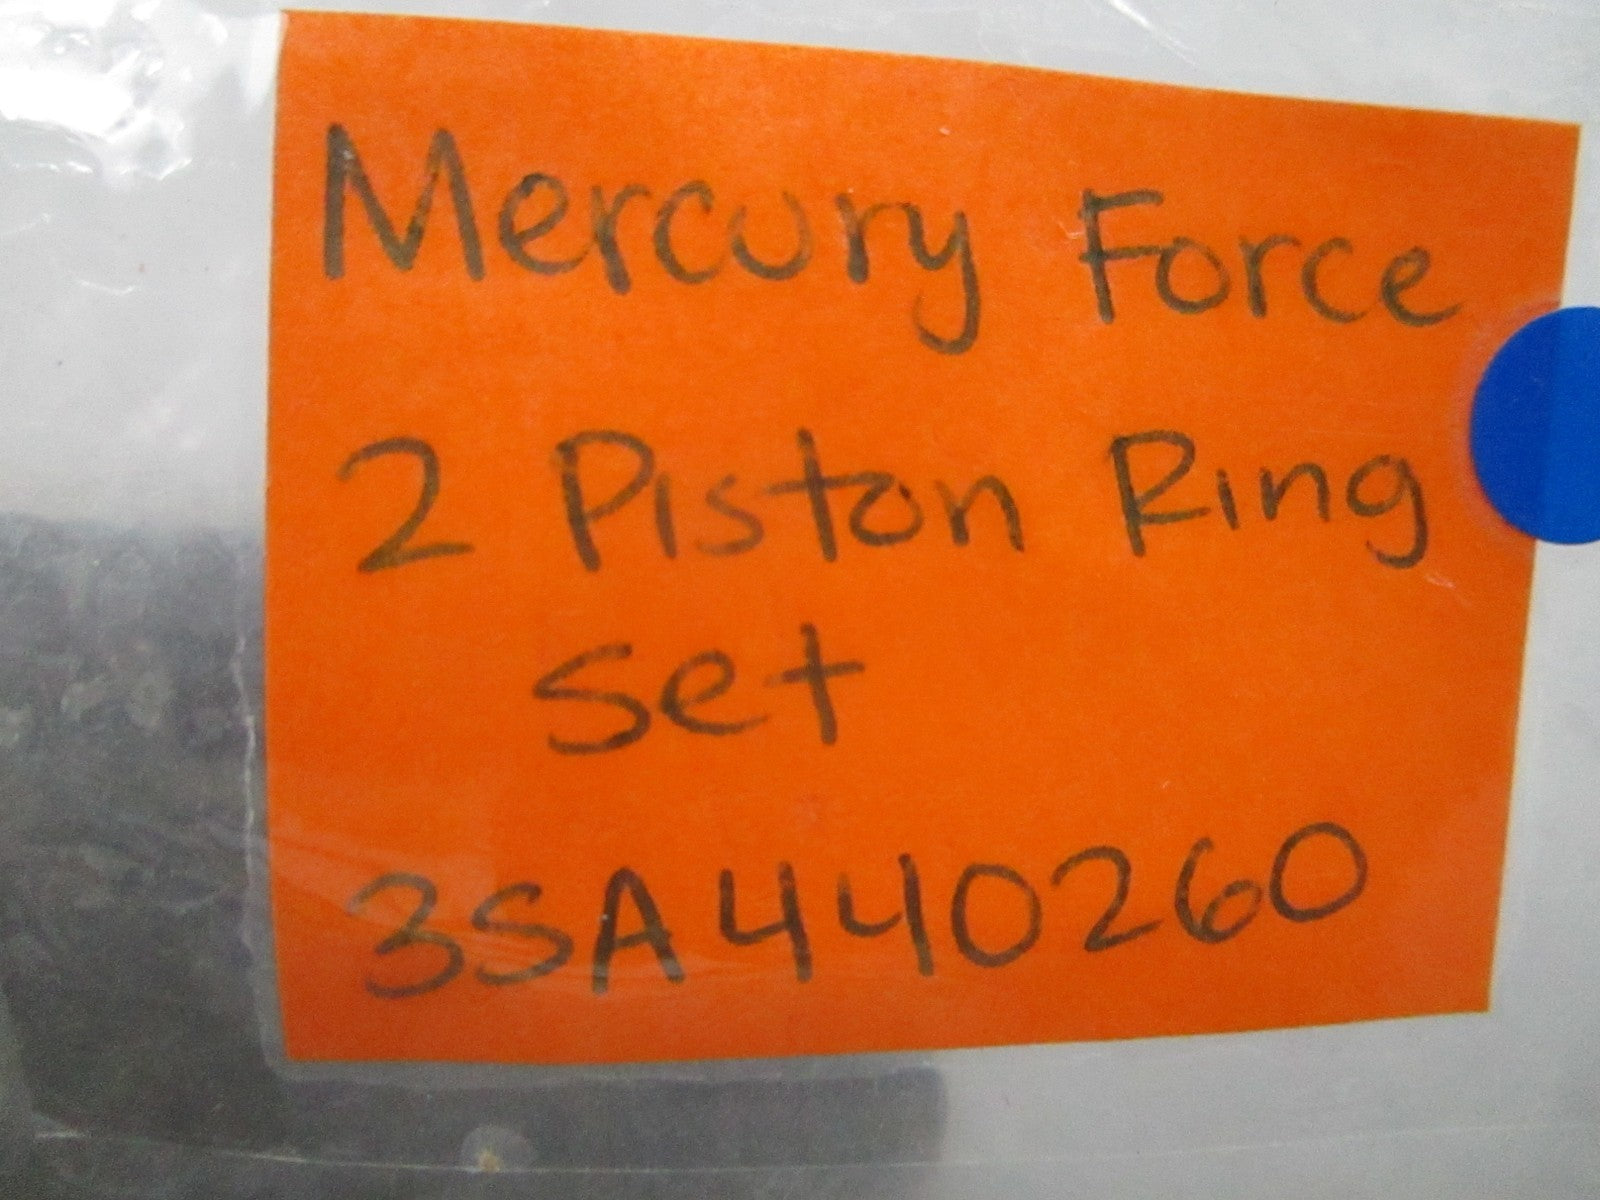 Mercury Force
2 Piston Ring
Set
3SA440260